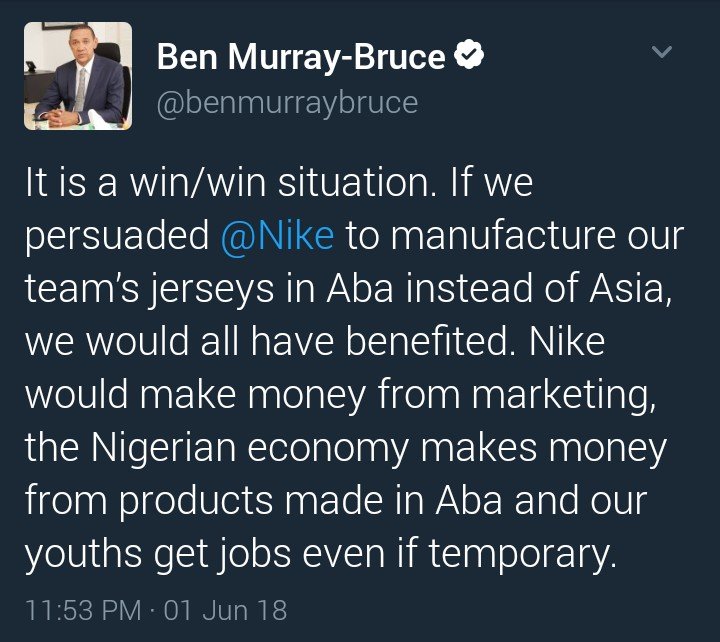 Ben Murray-Bruce
@benmurraybruce
It is a win/win situation. If we
persuaded @Nike to manufacture our
team's jerseys in Aba instead of Asia,
we would all have benefited. Nike
would make money from marketing,
the Nigerian economy makes money
from products made in Aba and our
youths get jobs even if temporary.
11:53 PM · 01 Jun 18